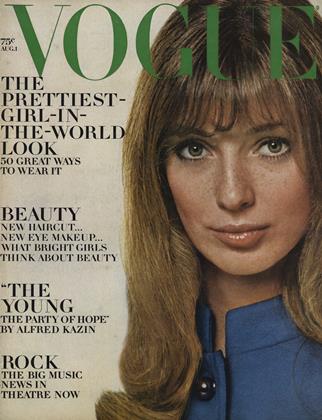 VOGUE
75¢
AUG.1
THE
PRETTIEST-
GIRL-IN-
THE-WORLD
LOOK
50 GREAT WAYS
TO WEAR IT
BEAUTY
NEW HAIRCUT...
NEW EYE MAKEUP...
WHAT BRIGHT GIRLS
THINK ABOUT BEAUTY
"THE
YOUNG
THE PARTY OF HOPE"
BY ALFRED KAZIN
ROCK
THE BIG MUSIC
NEWS IN
THEATRE NOW